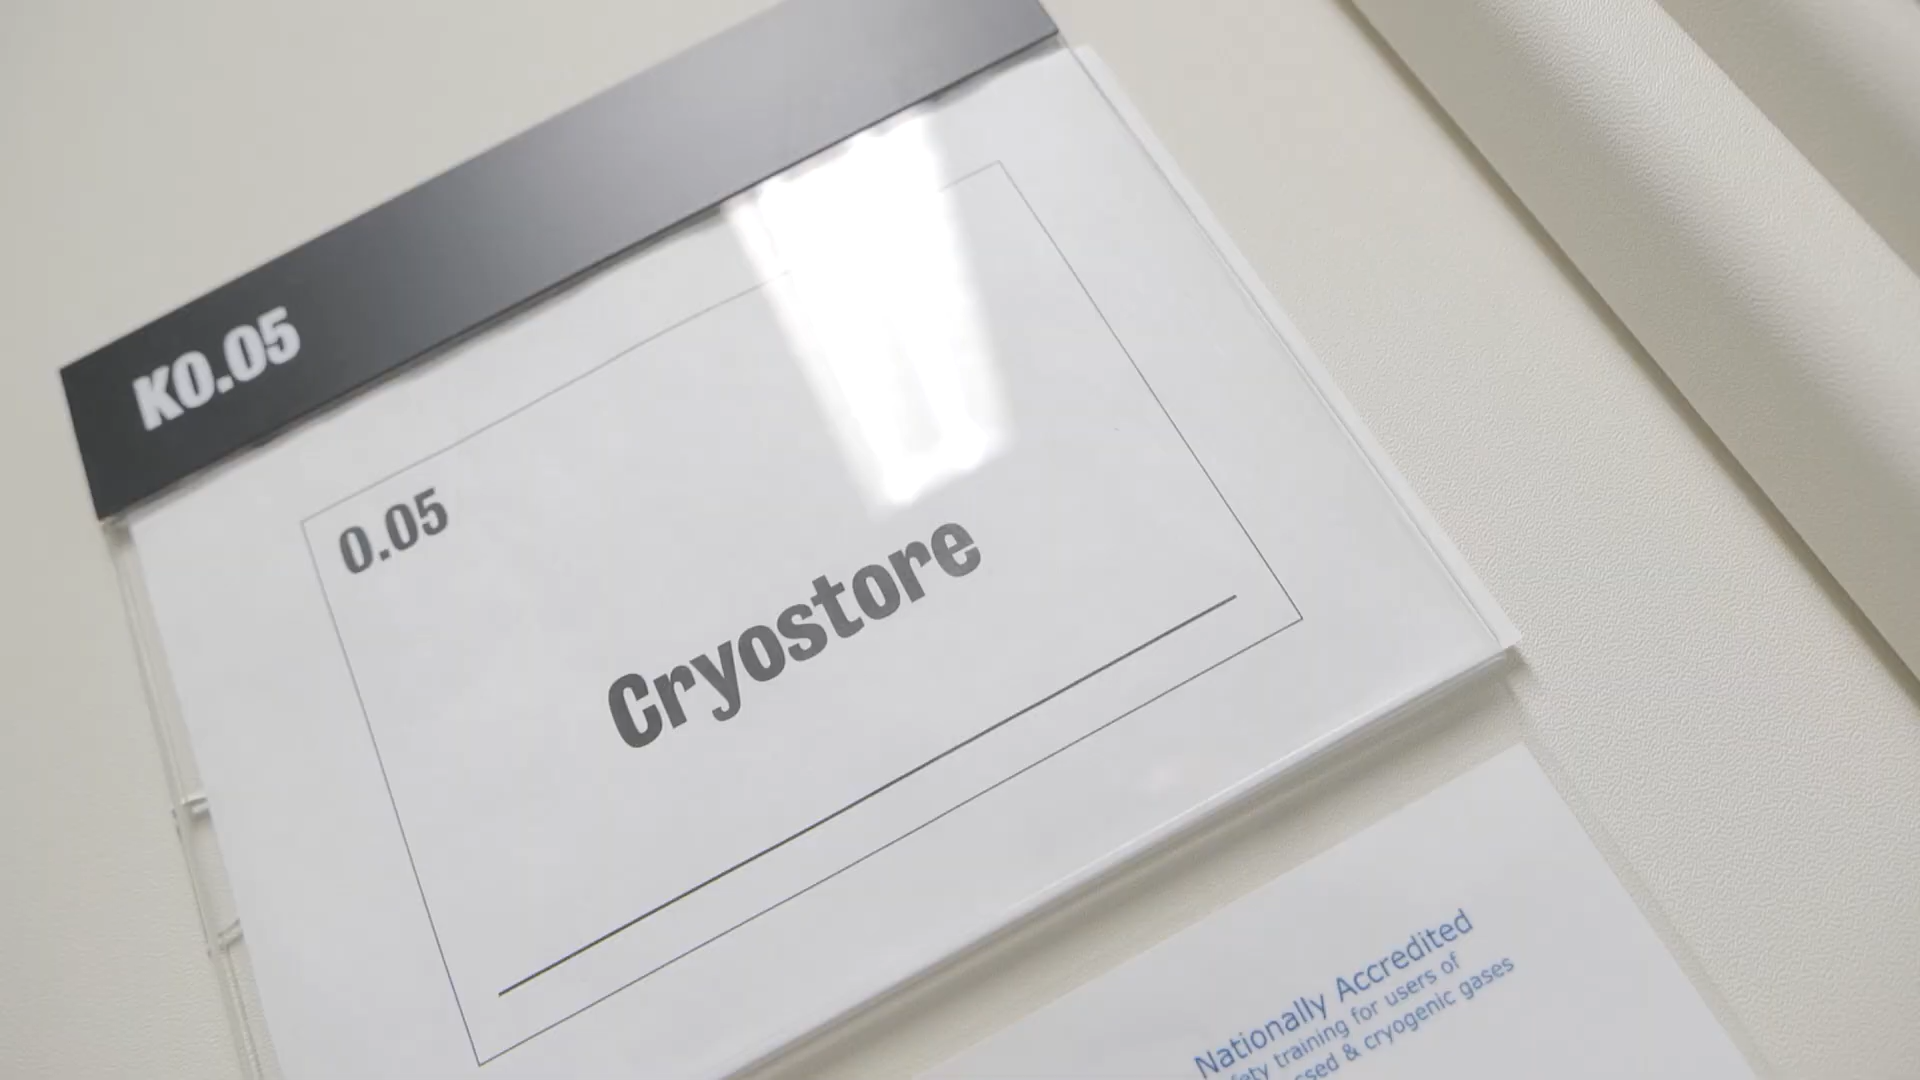 K0.05
0.05
Cryostore
Nationally Accredited
training for users of
& cryogenic gases